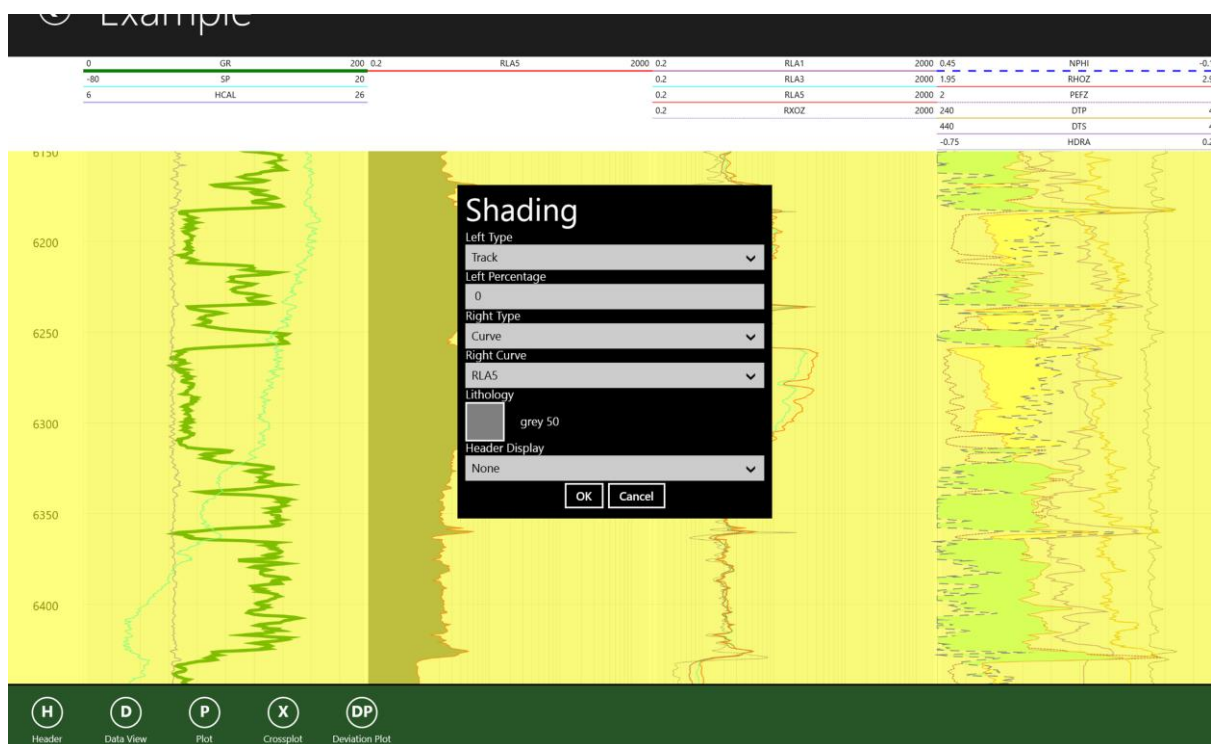 Example
0 GR 200 0.2 RLA5 2000 0.2 RLA1 2000 0.45 NPHI
-80 SP 20 0.2 RLA3 2000 1.95 RHOZ
6 HCAL 26 0.2 RLA5 2000 2 PEFZ
0.2 RXOZ 2000 240 DTP
440 DTS
-0.75 HDRA
6150
6200
6250
6300
6350
6400
Shading
Left Type
Track
Left Percentage
0
Right Type
Curve
Right Curve
RLA5
Lithology
grey 50
Header Display
None
OK Cancel
H D P X DP
Header Data View Plot Crossplot Deviation Plot